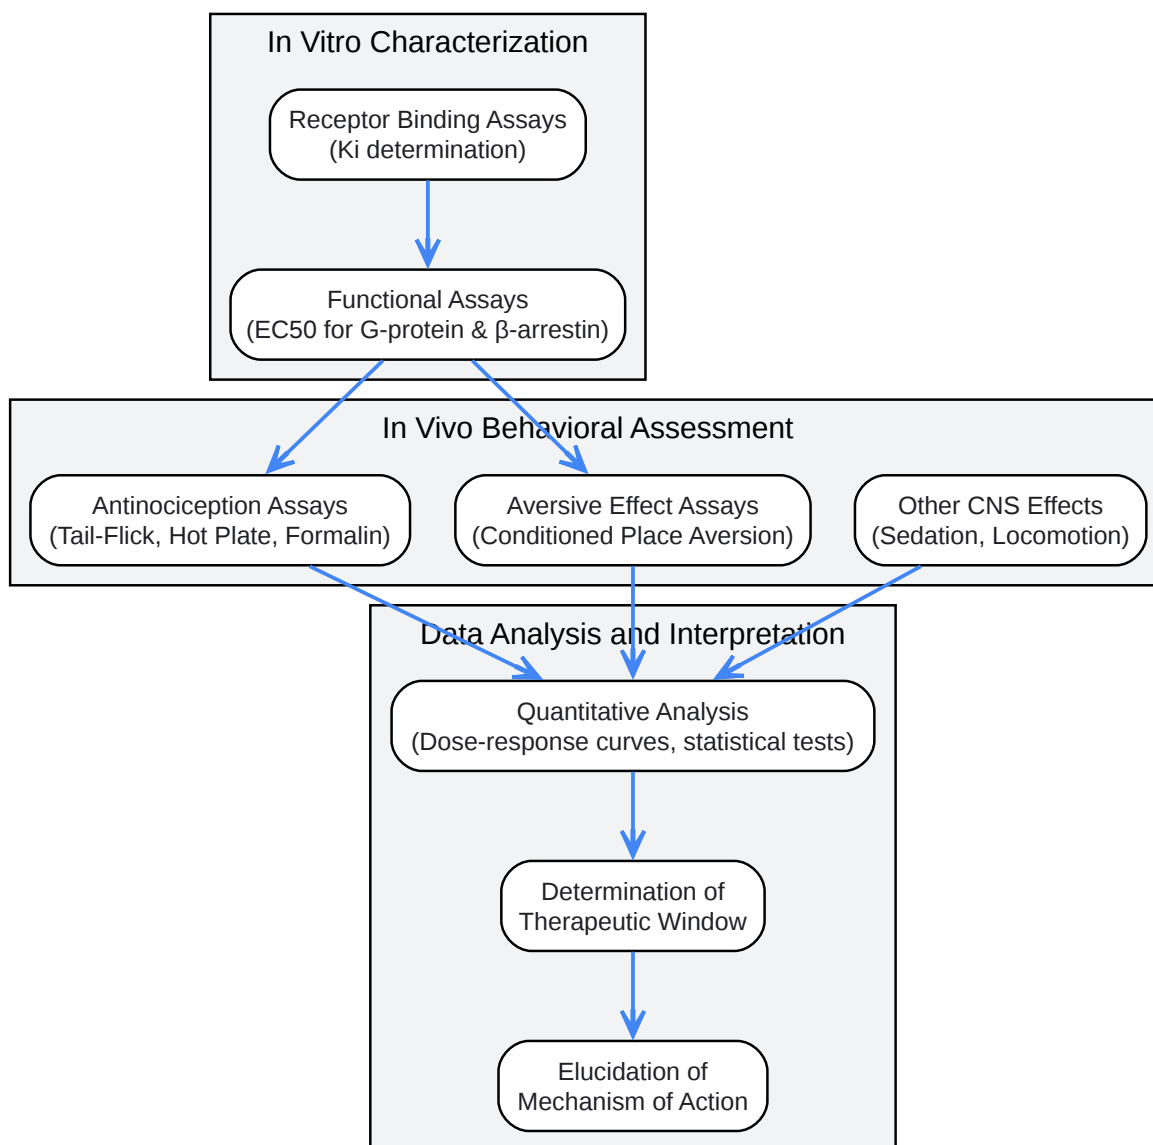 In Vitro Characterization
Receptor Binding Assays
(Ki determination)
Functional Assays
(EC50 for G-protein & β-arrestin)
In Vivo Behavioral Assessment
Antinociception Assays
(Tail-Flick, Hot Plate, Formalin)
Aversive Effect Assays
(Conditioned Place Aversion)
Other CNS Effects
(Sedation, Locomotion)
Data Analysis and Interpretation
Quantitative Analysis
(Dose-response curves, statistical tests)
Determination of
Therapeutic Window
Elucidation of
Mechanism of Action